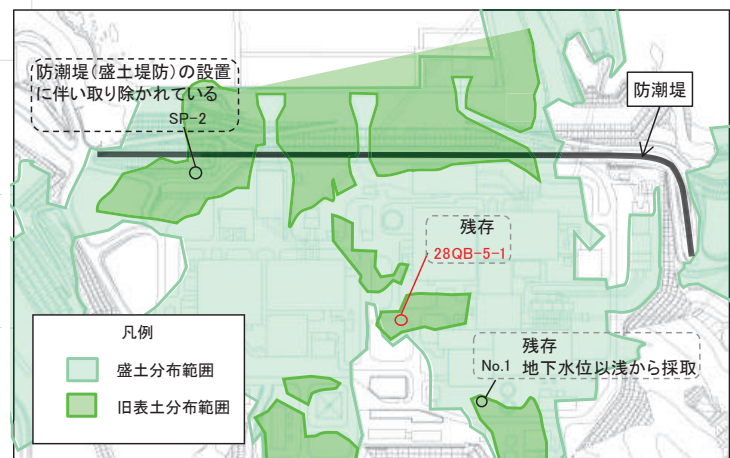 防潮堤(盛土堤防)の設置
に伴い取り除かれている
SP-2
防潮堤
残存
28QB-5-1
残存
No.1 地下水位以浅から採取
凡例
盛土分布範囲
旧表土分布範囲